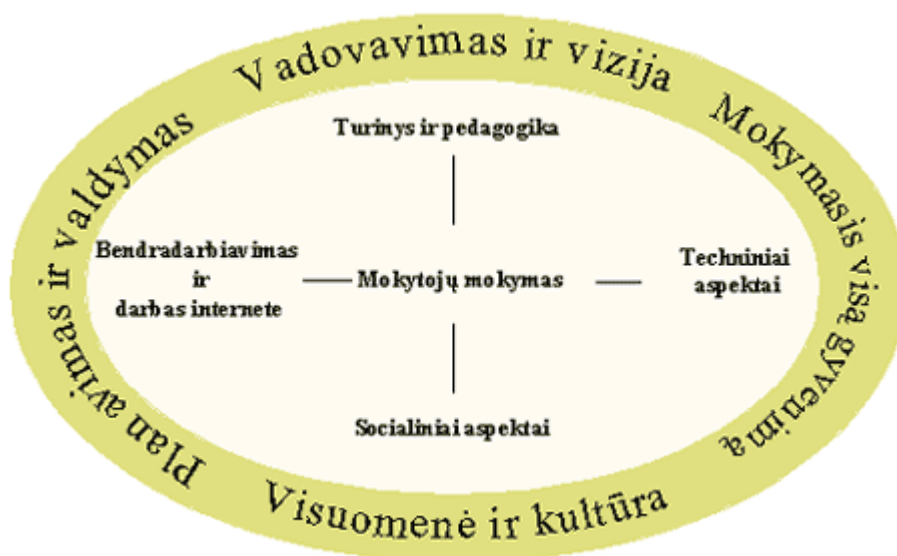 Vadovavimas ir vizija
Mokymasis visą gyvenimą
Visuomenė ir kultūra
Planavimas ir valdymas
Turinys ir pedagogika
Bendradarbiavimas
ir
darbas internete
Mokytojų mokymas
Techniniai
aspektai
Socialiniai aspektai